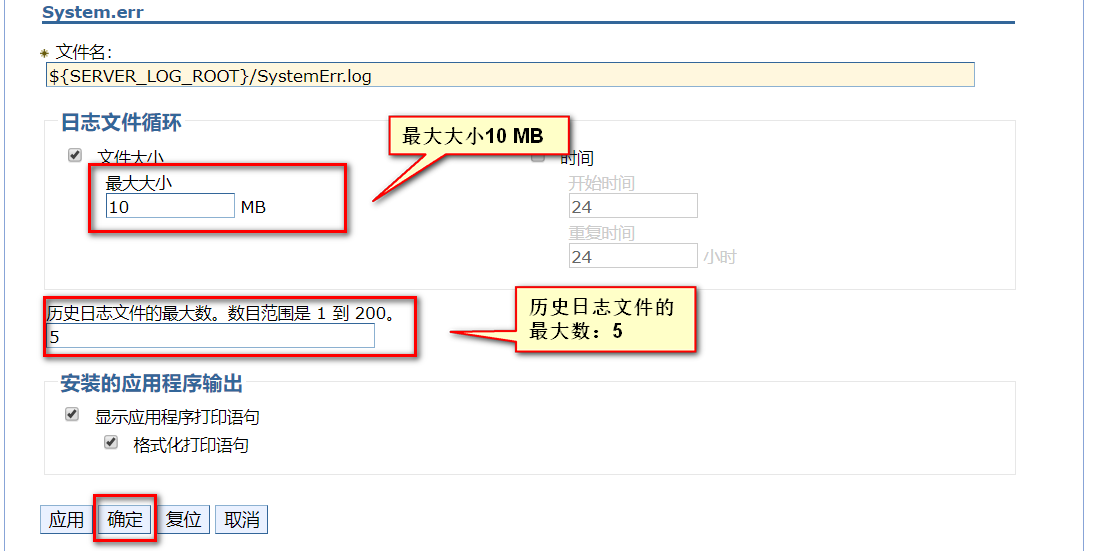 System.err
文件名:
${SERVER_LOG_ROOT}/SystemErr.log
日志文件循环
最大大小10 MB
文件大小
时间
最大大小
开始时间
10 MB
24
重复时间
24 小时
历史日志文件的最大数。数目范围是 1 到 200。
5
历史日志文件的
最大数：5
安装的应用程序输出
显示应用程序打印语句
格式化打印语句
应用 确定 复位 取消